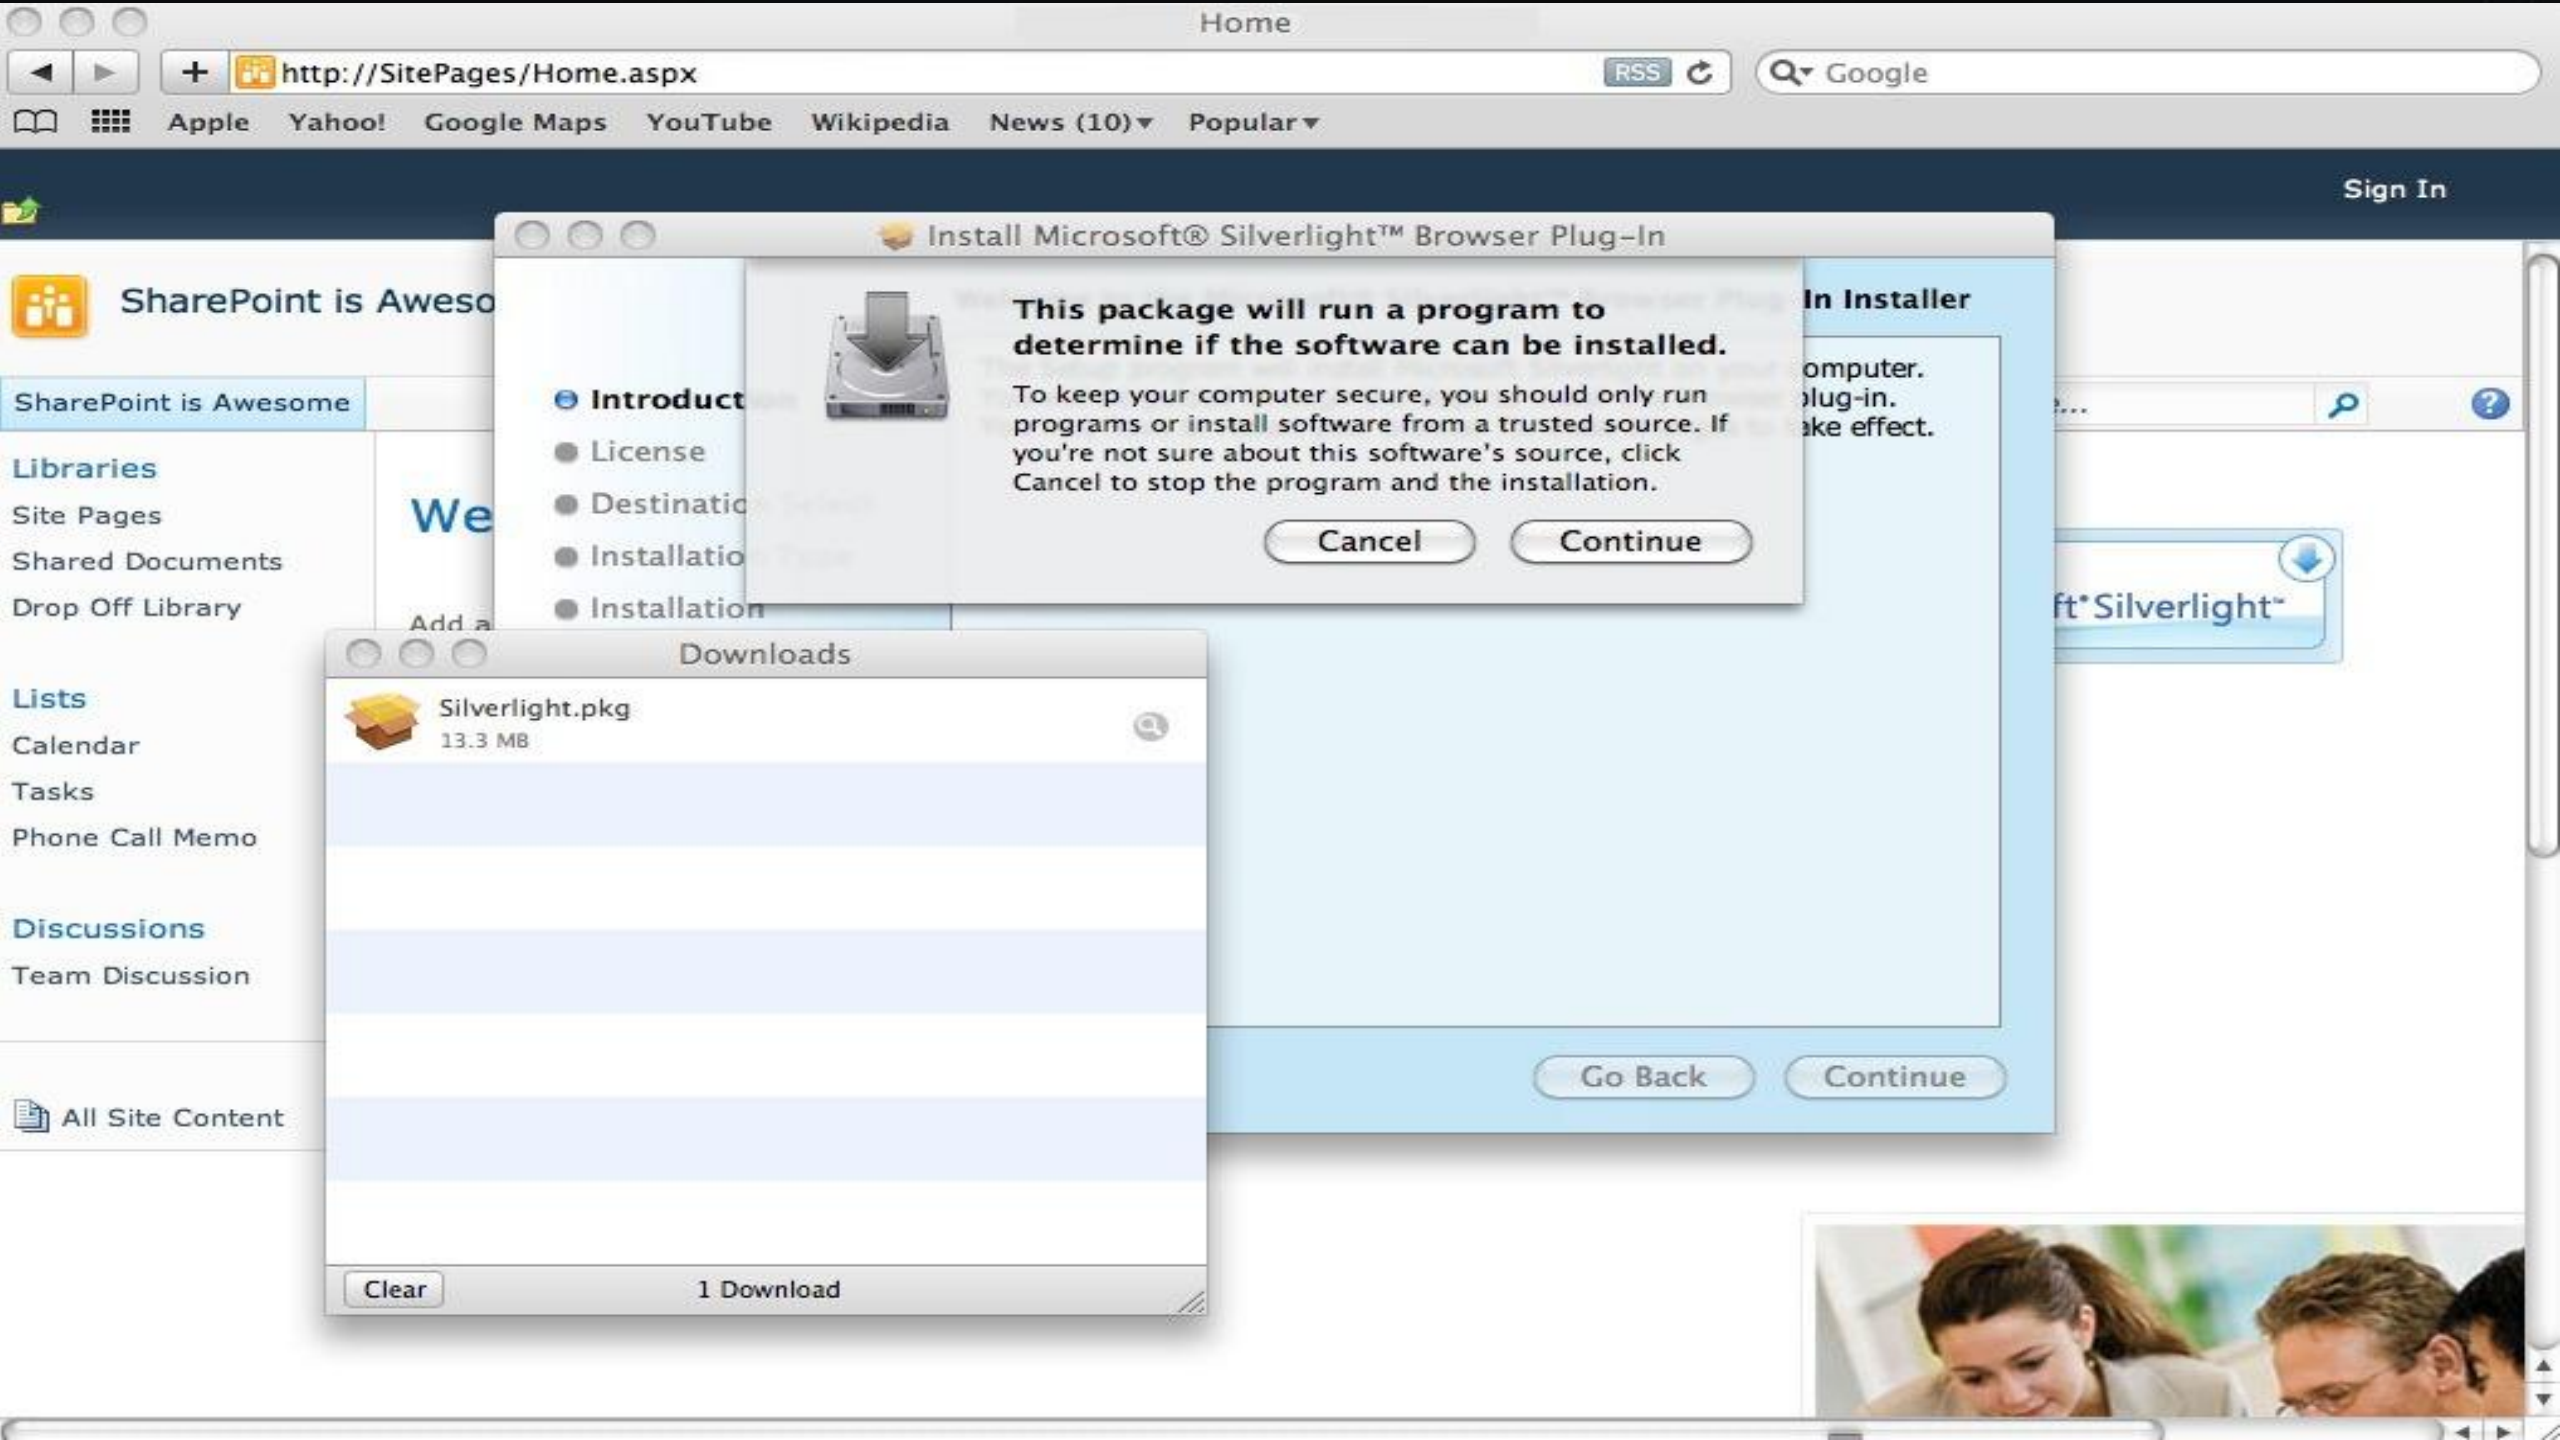 Home
http://SitePages/Home.aspx
RSS
Google
Apple
Yahoo!
Google Maps
YouTube
Wikipedia
News (10)
Popular
Sign In
Install Microsoft® Silverlight™ Browser Plug-In
SharePoint is Aweso
SharePoint is Awesome
Libraries
Site Pages
Shared Documents
Drop Off Library
Lists
Calendar
Tasks
Phone Call Memo
Discussions
Team Discussion
All Site Content
We
Add a
Introduct
License
Destinatio
Installatio
Installation
This package will run a program to
determine if the software can be installed.
To keep your computer secure, you should only run
programs or install software from a trusted source. If
you're not sure about this software's source, click
Cancel to stop the program and the installation.
Cancel
Continue
In Installer
omputer.
plug-in.
ake effect.
...
?
ft® Silverlight™
Downloads
Silverlight.pkg
13.3 MB
Clear
1 Download
Go Back
Continue